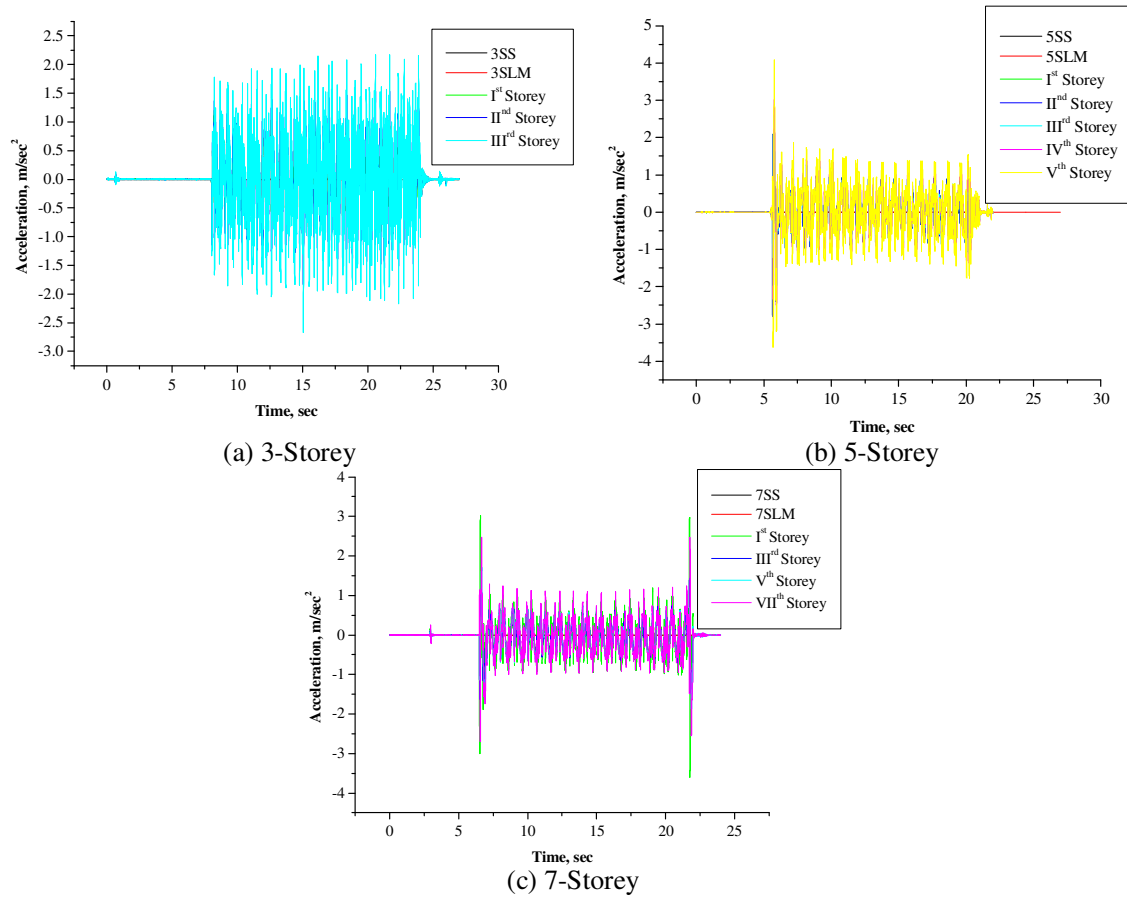 2.5
2.0
1.5
1.0
0.5
0.0
-0.5
-1.0
-1.5
-2.0
-2.5
-3.0
Acceleration, m/sec²
0 5 10 15 20 25 30
Time, sec
3SS
3SLM
Iˢᵗ Storey
IIⁿᵈ Storey
IIIʳᵈ Storey
(a) 3-Storey
5
4
3
2
1
0
-1
-2
-3
-4
Acceleration, m/sec²
0 5 10 15 20 25 30
Time, sec
5SS
5SLM
Iˢᵗ Storey
IIⁿᵈ Storey
IIIʳᵈ Storey
IVᵗʰ Storey
Vᵗʰ Storey
(b) 5-Storey
4
3
2
1
0
-1
-2
-3
-4
Acceleration, m/sec²
0 5 10 15 20 25
Time, sec
7SS
7SLM
Iˢᵗ Storey
IIIʳᵈ Storey
Vᵗʰ Storey
VIIᵗʰ Storey
(c) 7-Storey